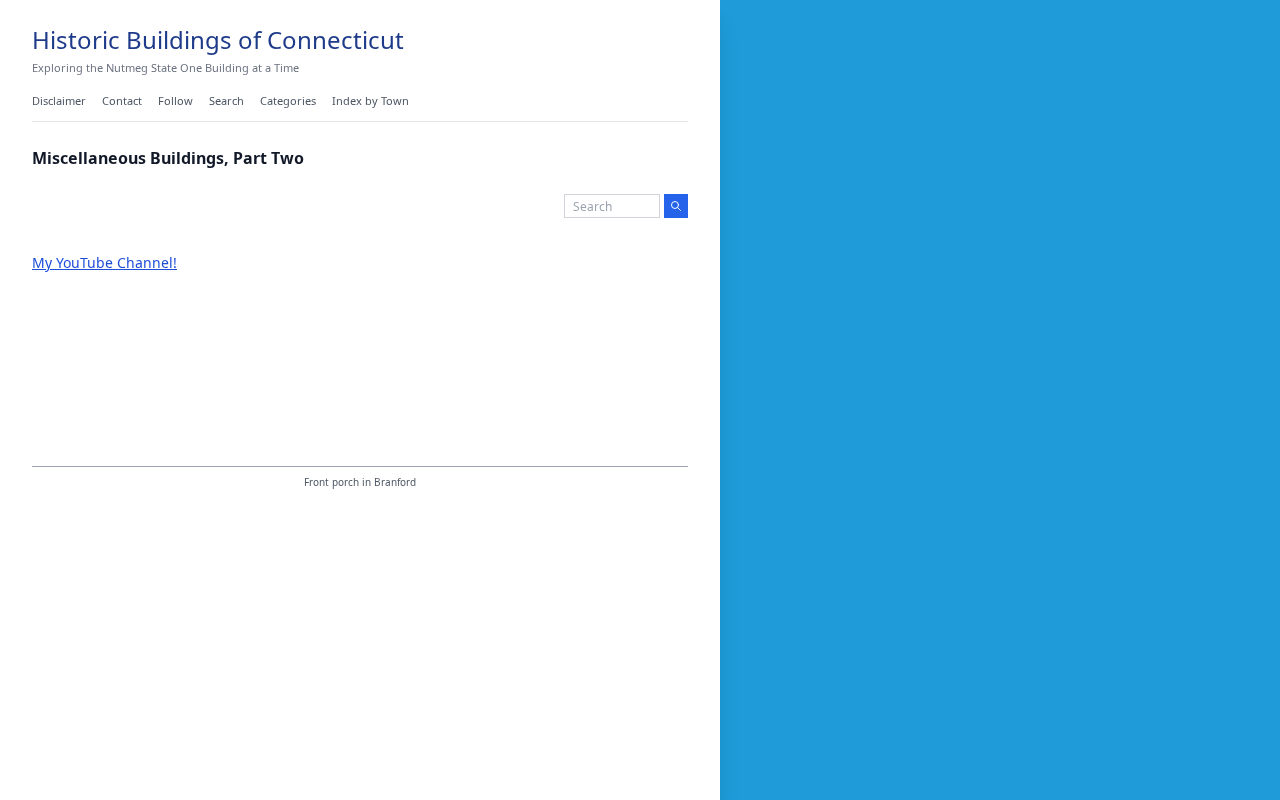 Historic Buildings of Connecticut
Exploring the Nutmeg State One Building at a Time
Disclaimer Contact Follow Search Categories Index by Town
Miscellaneous Buildings, Part Two
Search
My YouTube Channel!
Front porch in Branford